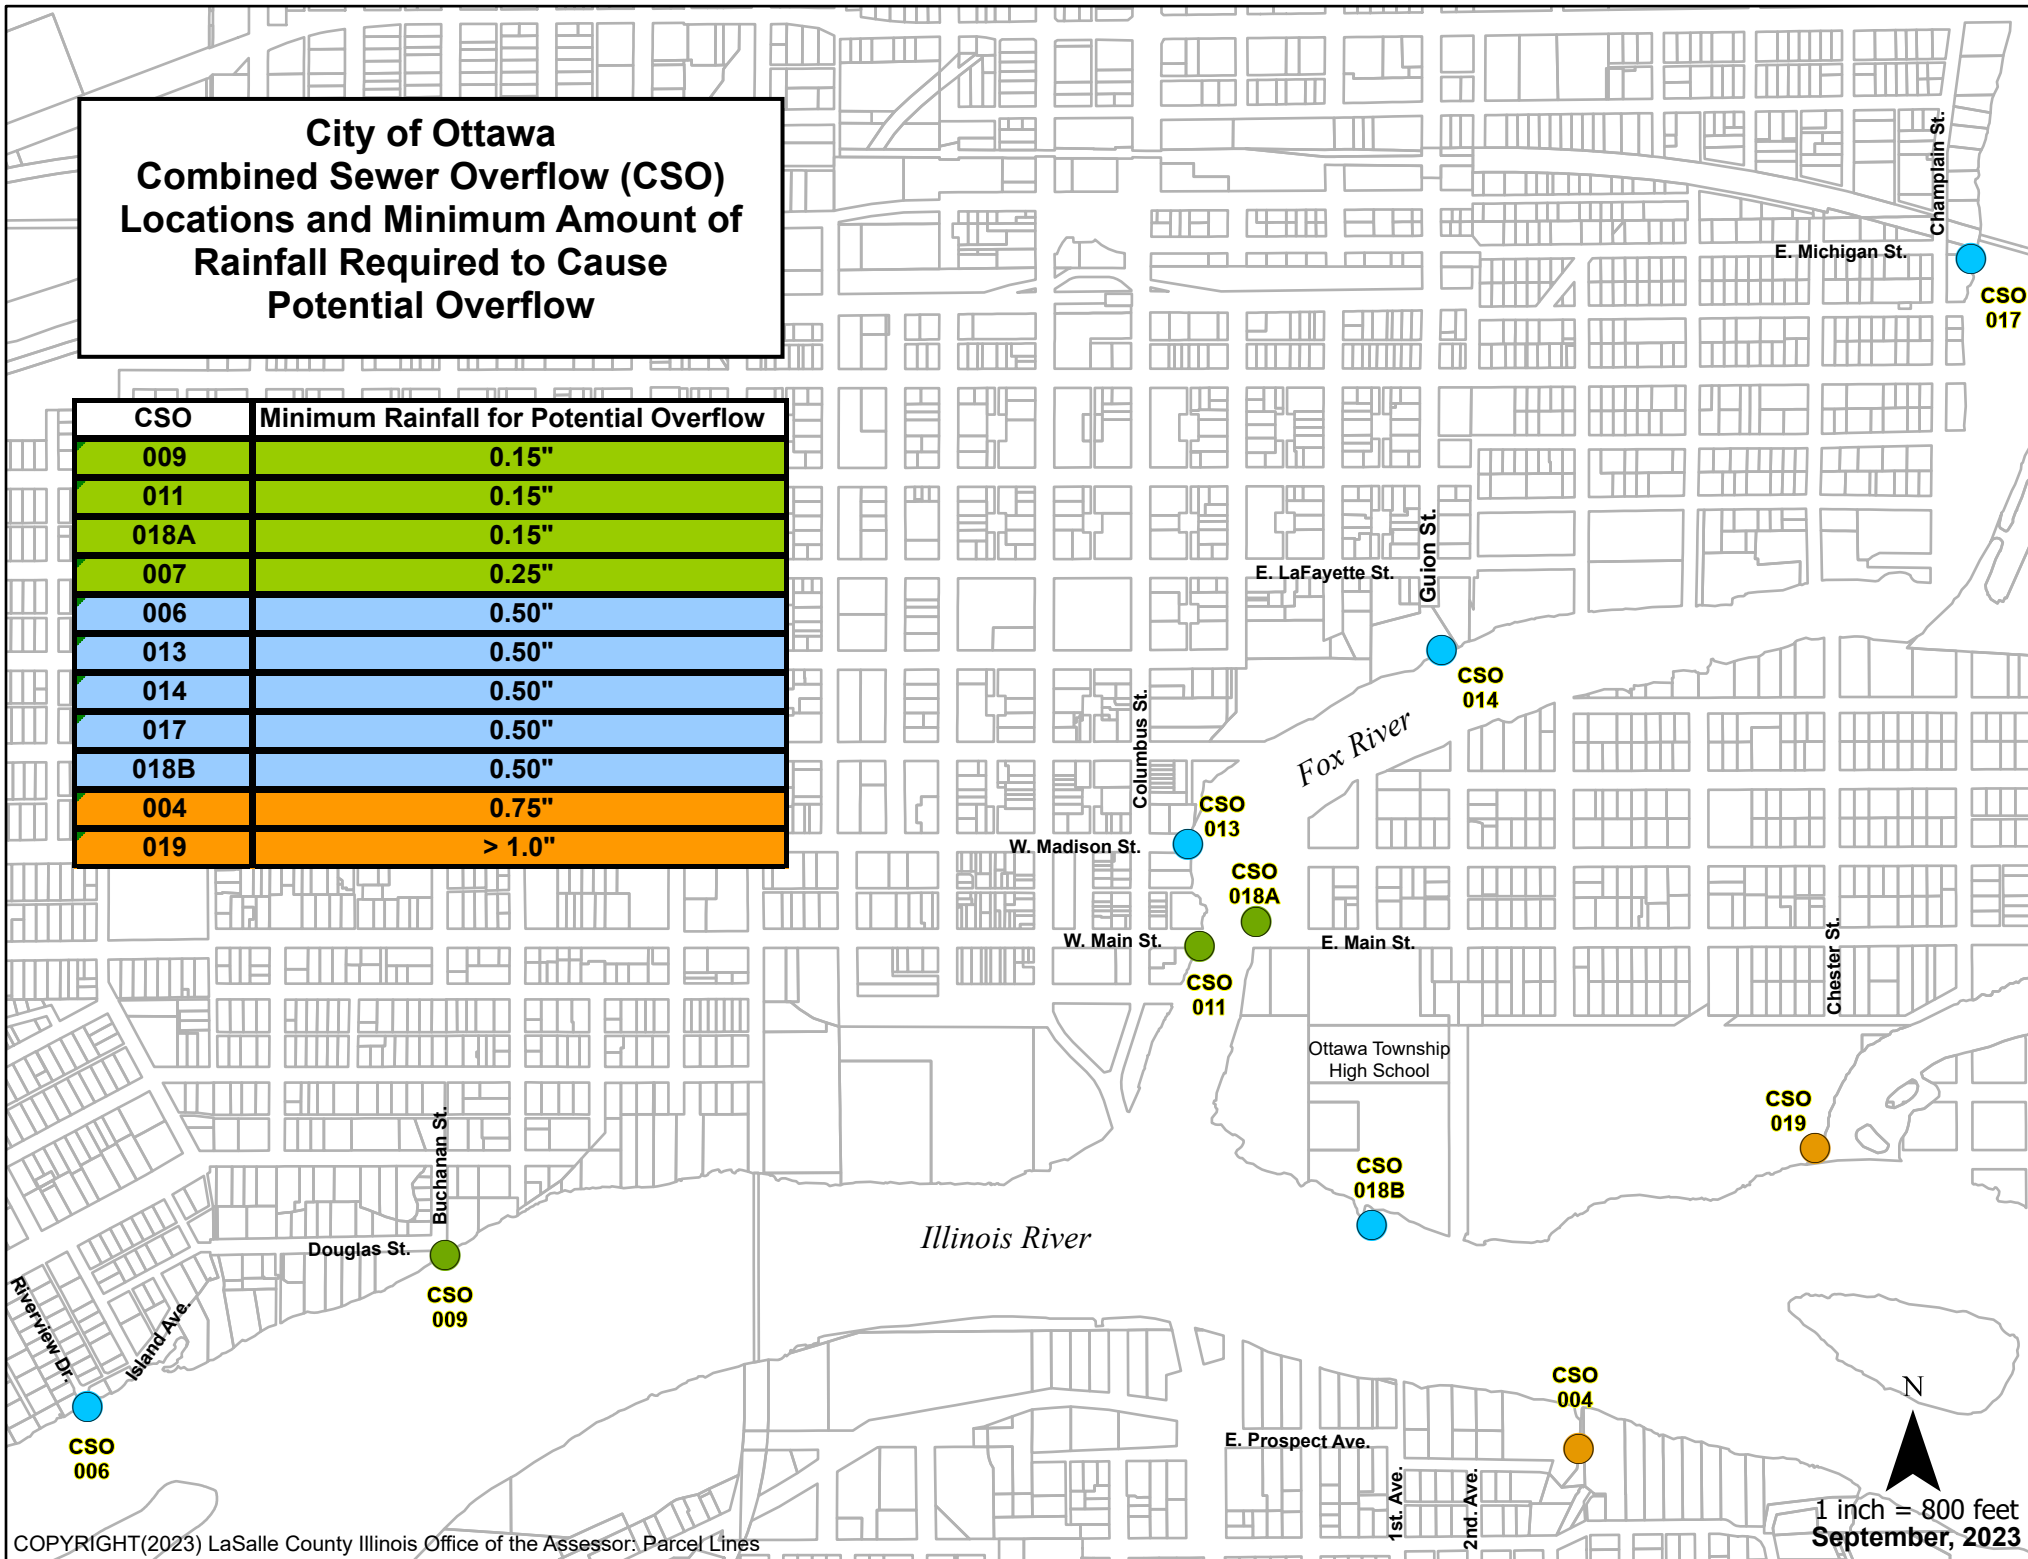 City of Ottawa
Combined Sewer Overflow (CSO)
Locations and Minimum Amount of
Rainfall Required to Cause
Potential Overflow
CSO Minimum Rainfall for Potential Overflow
009 0.15"
011 0.15"
018A 0.15"
007 0.25"
006 0.50"
013 0.50"
014 0.50"
017 0.50"
018B 0.50"
004 0.75"
019 > 1.0"
Champlain St.
E. Michigan St.
CSO
017
Guion St.
E. LaFayette St.
CSO
014
Columbus St.
Fox River
CSO
013
W. Madison St.
CSO
018A
W. Main St.
E. Main St.
Chester St.
CSO
011
Ottawa Township
High School
CSO
019
Buchanan St.
CSO
018B
Douglas St.
Illinois River
CSO
009
Riverview Dr.
Island Ave.
CSO
006
CSO
004
E. Prospect Ave.
1st. Ave.
2nd. Ave.
N
1 inch = 800 feet
September, 2023
COPYRIGHT(2023) LaSalle County Illinois Office of the Assessor: Parcel Lines